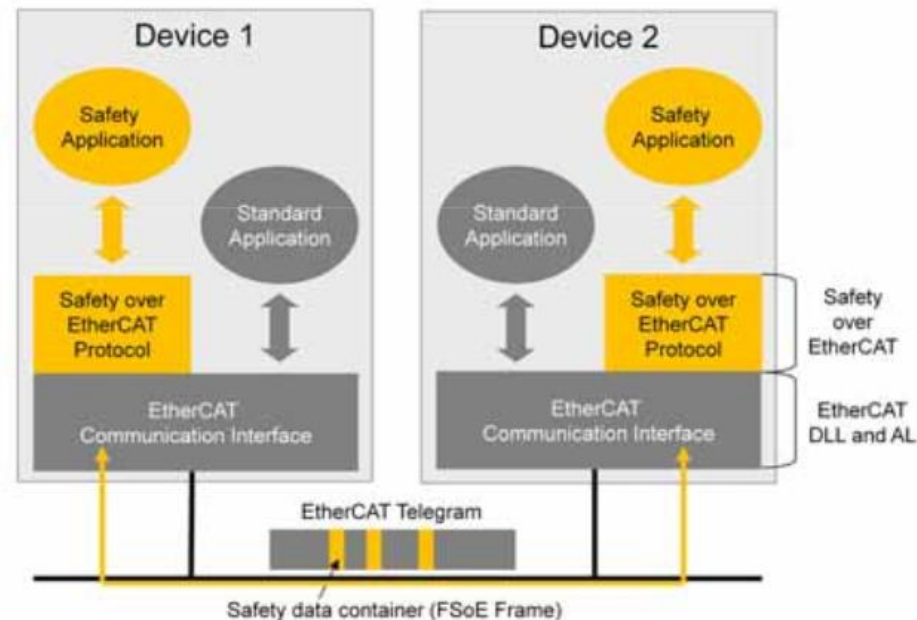 Device 1
Safety
Application
Standard
Application
Safety over
EtherCAT
Protocol
EtherCAT
Communication Interface
Device 2
Safety
Application
Standard
Application
Safety over
EtherCAT
Protocol
EtherCAT
Communication Interface
Safety
over
EtherCAT
EtherCAT
DLL and AL
EtherCAT Telegram
Safety data container (FSoE Frame)